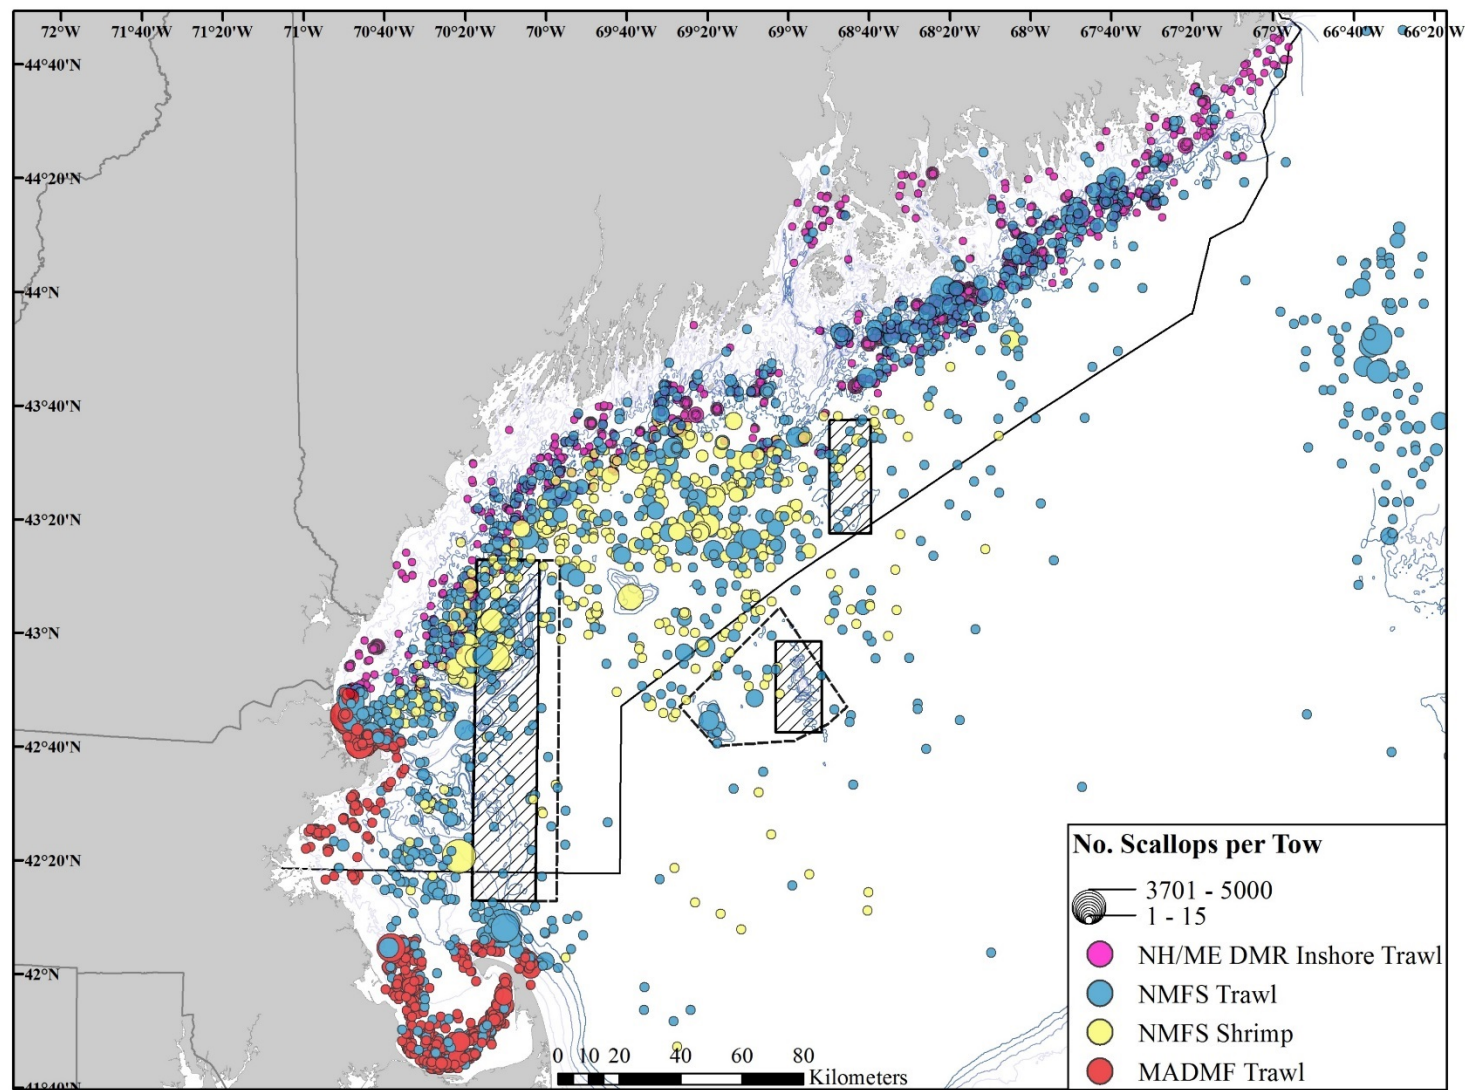 72°W 71°40'W 71°20'W 71°W 70°40'W 70°20'W 70°W 69°40'W 69°20'W 69°W 68°40'W 68°20'W 68°W 67°40'W 67°20'W 67°W 66°40'W 66°20'W
44°40'N
44°20'N
44°N
43°40'N
43°20'N
43°N
42°40'N
42°20'N
42°N
41°40'N
No. Scallops per Tow
3701 - 5000
1 - 15
NH/ME DMR Inshore Trawl
NMFS Trawl
NMFS Shrimp
MADMF Trawl
0 10 20 40 60 80
Kilometers